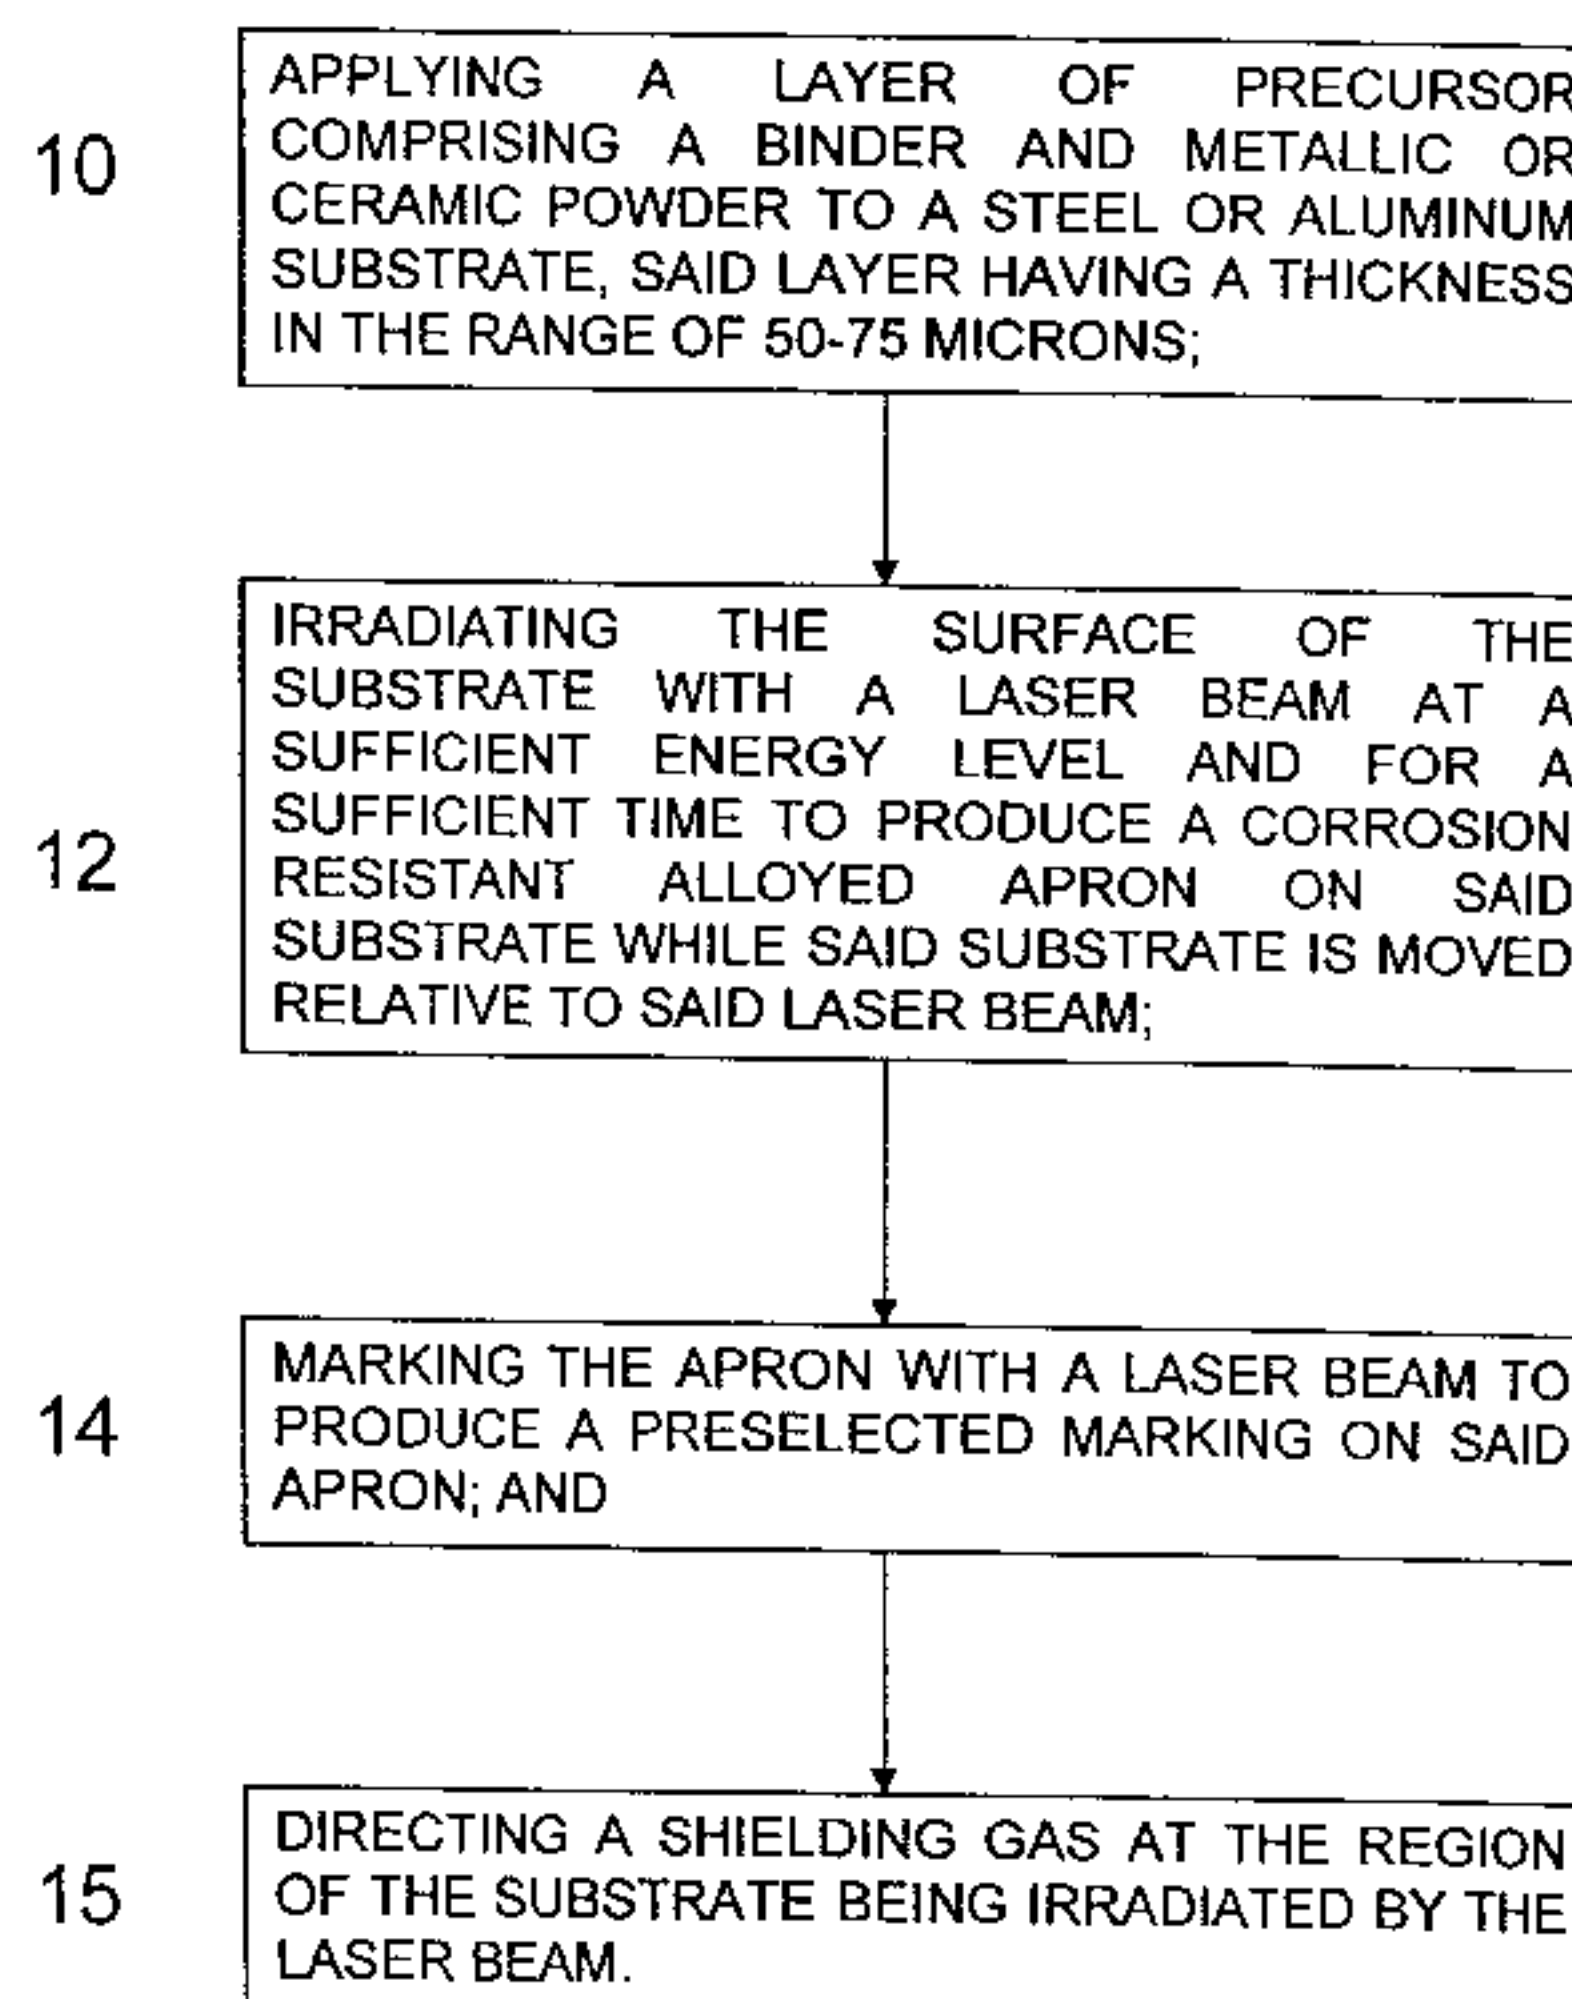 10
APPLYING A LAYER OF PRECURSOR
COMPRISING A BINDER AND METALLIC OR
CERAMIC POWDER TO A STEEL OR ALUMINUM
SUBSTRATE, SAID LAYER HAVING A THICKNESS
IN THE RANGE OF 50-75 MICRONS;
12
IRRADIATING THE SURFACE OF THE
SUBSTRATE WITH A LASER BEAM AT A
SUFFICIENT ENERGY LEVEL AND FOR A
SUFFICIENT TIME TO PRODUCE A CORROSION
RESISTANT ALLOYED APRON ON SAID
SUBSTRATE WHILE SAID SUBSTRATE IS MOVED
RELATIVE TO SAID LASER BEAM;
14
MARKING THE APRON WITH A LASER BEAM TO
PRODUCE A PRESELECTED MARKING ON SAID
APRON; AND
15
DIRECTING A SHIELDING GAS AT THE REGION
OF THE SUBSTRATE BEING IRRADIATED BY THE
LASER BEAM.